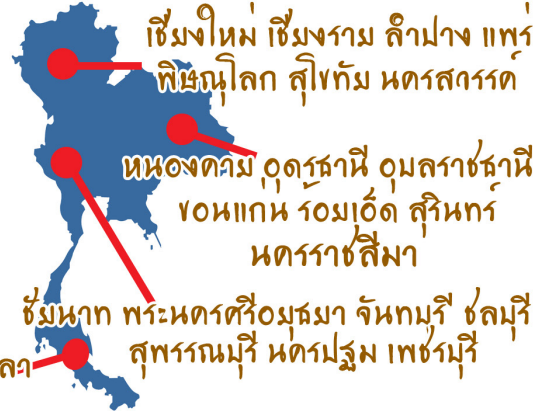 เชียงใหม่ เชียงราย ลำปาง แพร่
พิษณุโลก สุโขทัย นครสวรรค์
หนองคาย อุดรธานี อุบลราชธานี
ขอนแก่น ร้อยเอ็ด สุรินทร์
นครราชสีมา
ชัยนาท พระนครศรีอยุธยา จันทบุรี ชลบุรี
สุพรรณบุรี นครปฐม เพชรบุรี
ลา